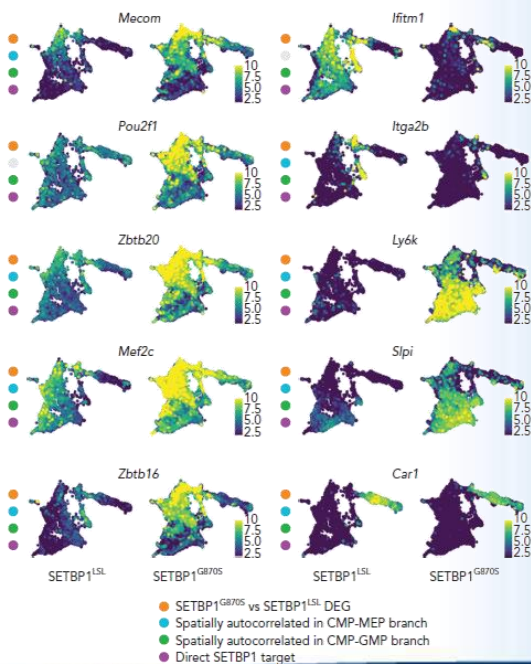 Mecom
Ifitm1
10
7.5
5.0
2.5
10
7.5
5.0
2.5
Pou2f1
Itga2b
10
7.5
5.0
2.5
10
7.5
5.0
2.5
Zbtb20
Ly6k
10
7.5
5.0
2.5
10
7.5
5.0
2.5
Mef2c
Slpi
10
7.5
5.0
2.5
10
7.5
5.0
2.5
Zbtb16
Car1
10
7.5
5.0
2.5
10
7.5
5.0
2.5
SETBP1LSL
SETBP1G870S
SETBP1LSL
SETBP1G870S
SETBP1G870S vs SETBP1LSL DEG
Spatially autocorrelated in CMP-MEP branch
Spatially autocorrelated in CMP-GMP branch
Direct SETBP1 target